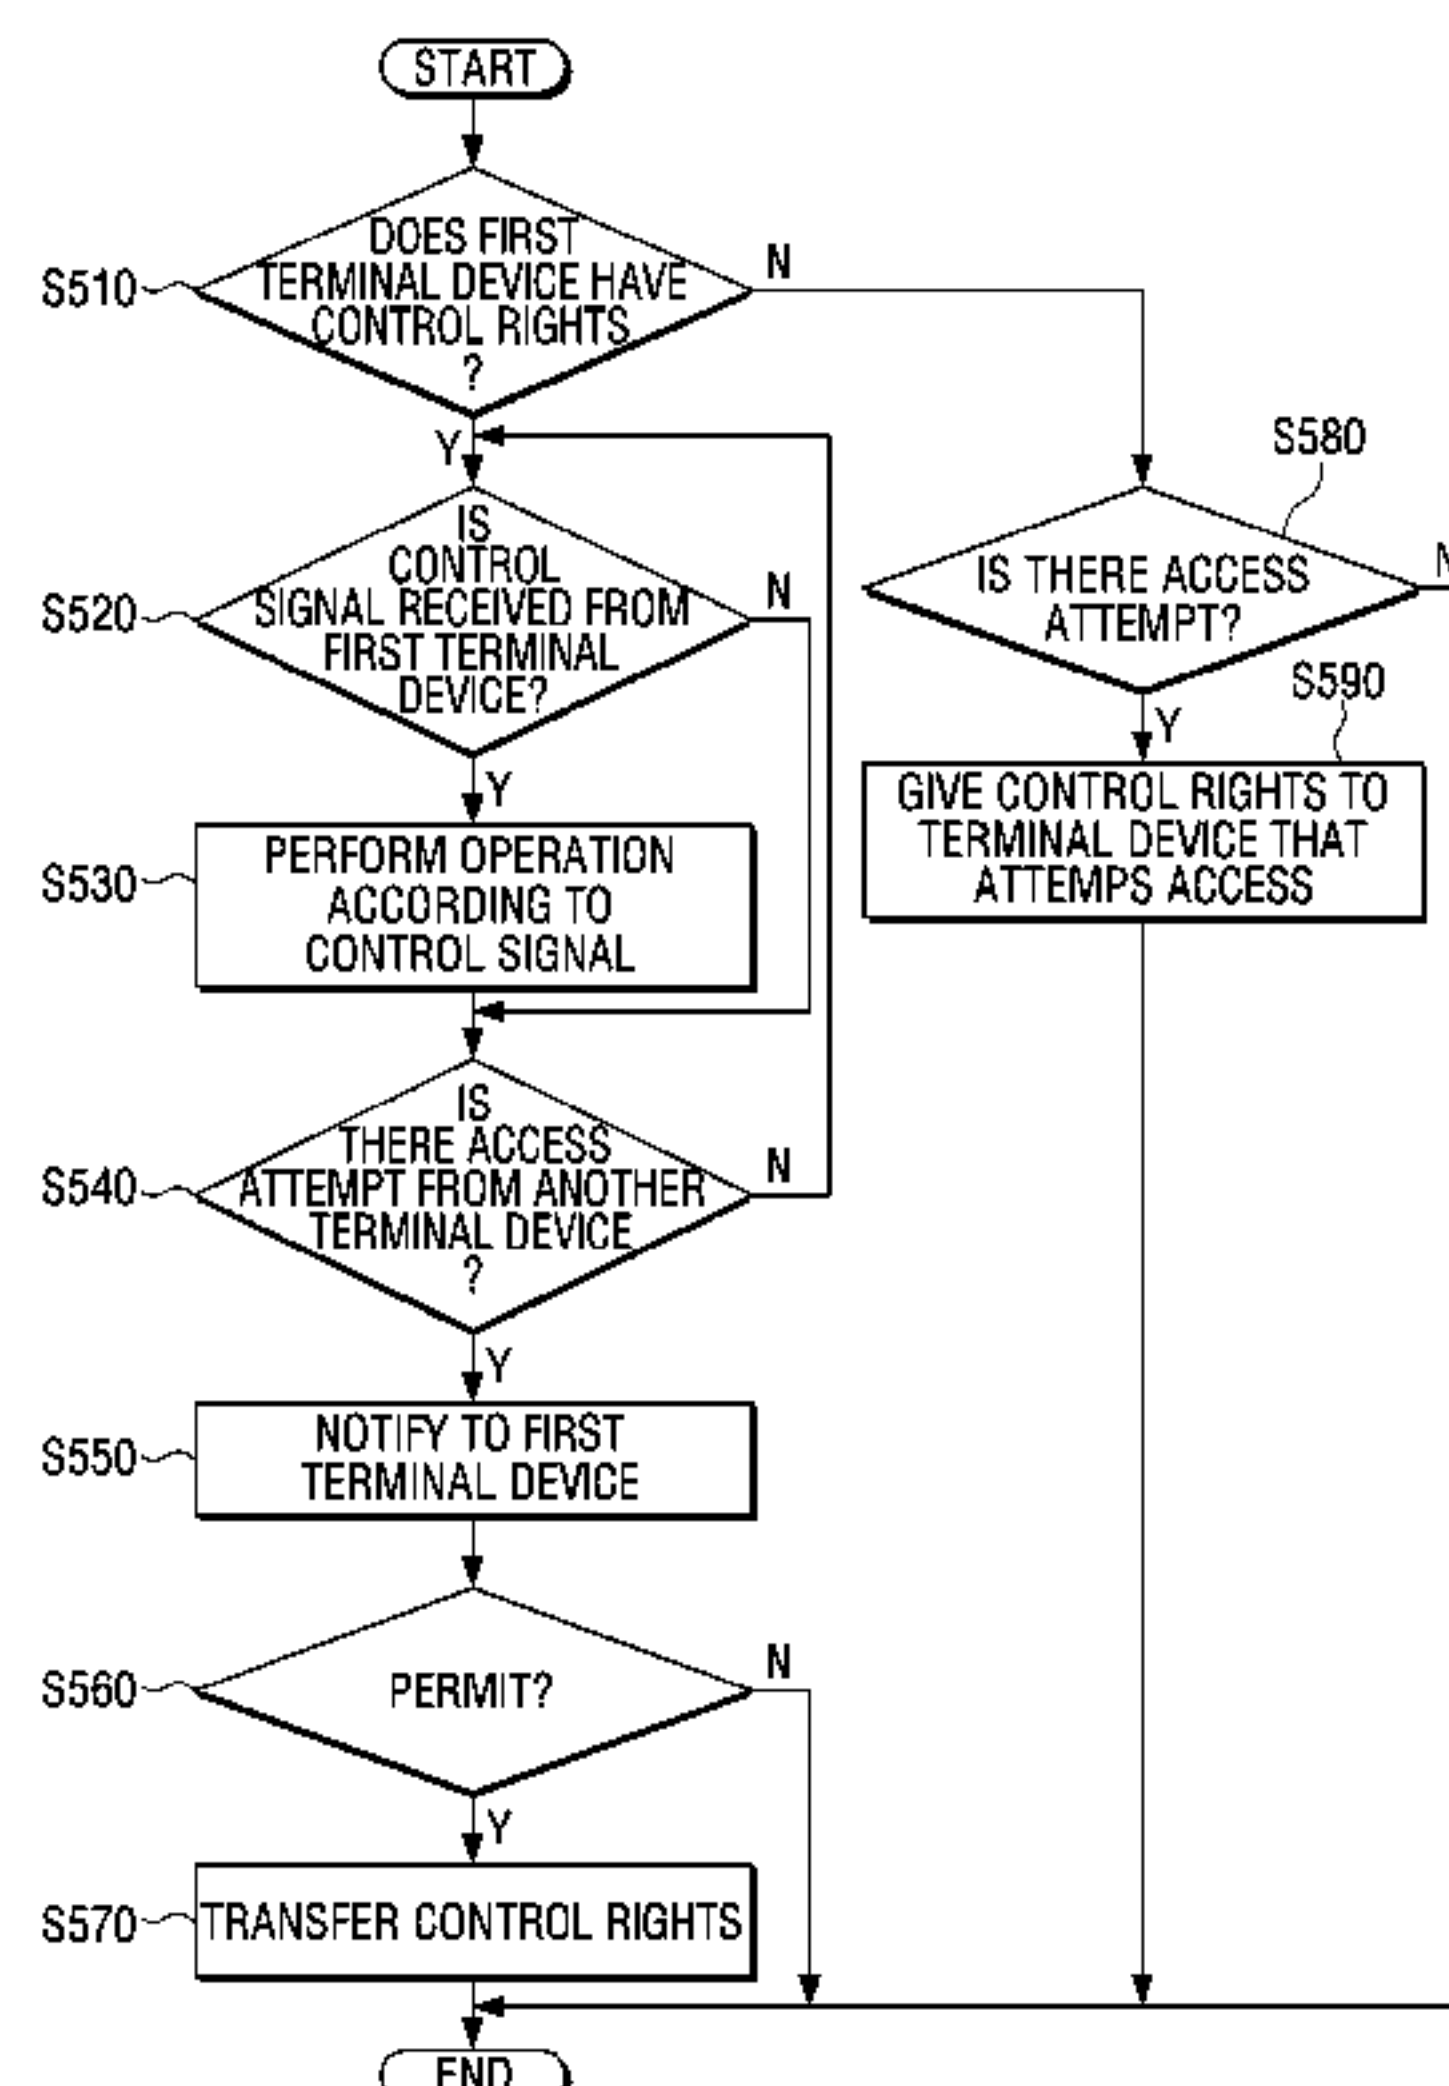 START
DOES FIRST
TERMINAL DEVICE HAVE
CONTROL RIGHTS
?
S510
N
Y
S580
IS
CONTROL
SIGNAL RECEIVED FROM
FIRST TERMINAL
DEVICE?
S520
N
IS THERE ACCESS
ATTEMPT?
N
Y
S590
Y
GIVE CONTROL RIGHTS TO
TERMINAL DEVICE THAT
ATTEMPS ACCESS
S530
PERFORM OPERATION
ACCORDING TO
CONTROL SIGNAL
IS
THERE ACCESS
ATTEMPT FROM ANOTHER
TERMINAL DEVICE
?
S540
N
Y
S550
NOTIFY TO FIRST
TERMINAL DEVICE
S560
PERMIT?
N
Y
S570
TRANSFER CONTROL RIGHTS
END